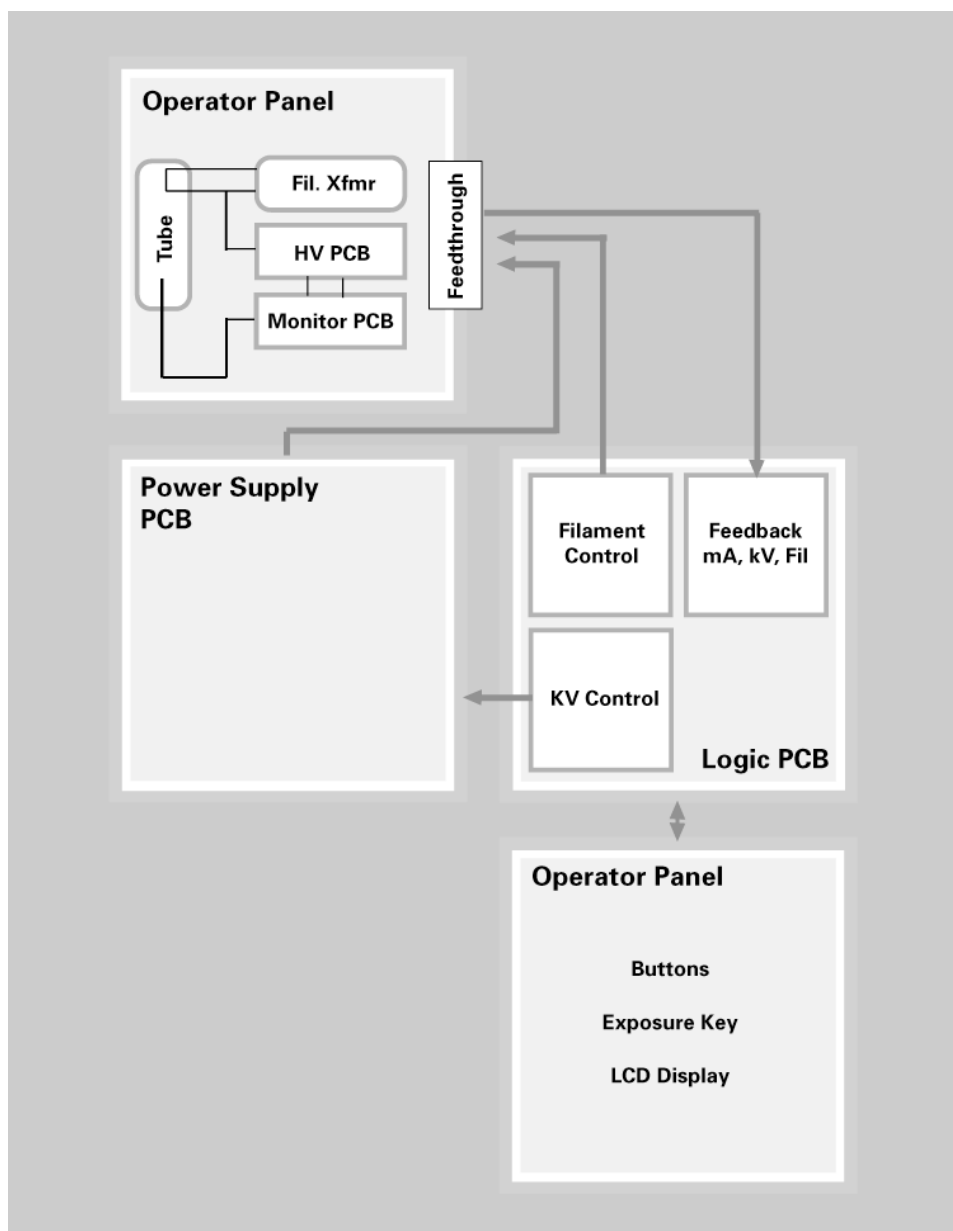 Operator Panel
Tube
Fil. Xfmr
HV PCB
Monitor PCB
Feedthrough
Power Supply
PCB
Filament
Control
Feedback
mA, kV, Fil
KV Control
Logic PCB
Operator Panel
Buttons
Exposure Key
LCD Display